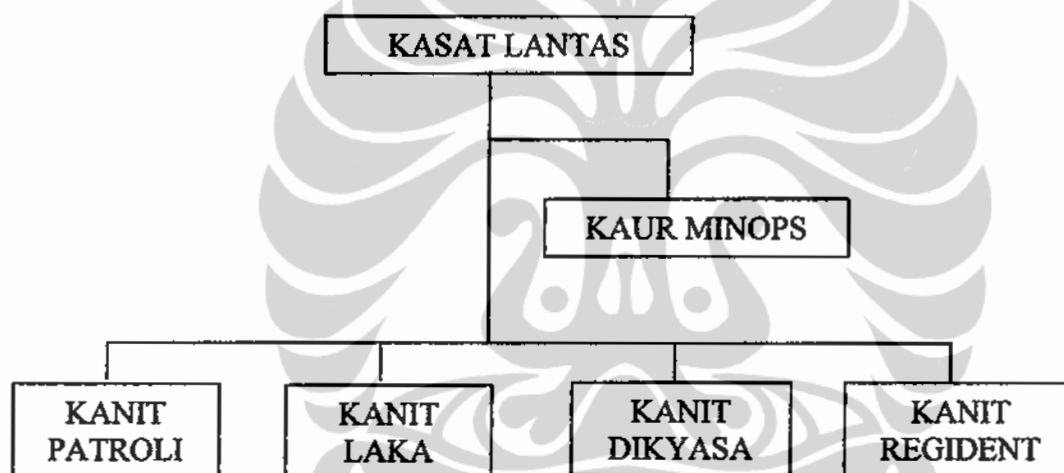 KASAT LANTAS
KAUR MINOPS
KANIT
PATROLI
KANIT
LAKA
KANIT
DIKYASA
KANIT
REGIDENT